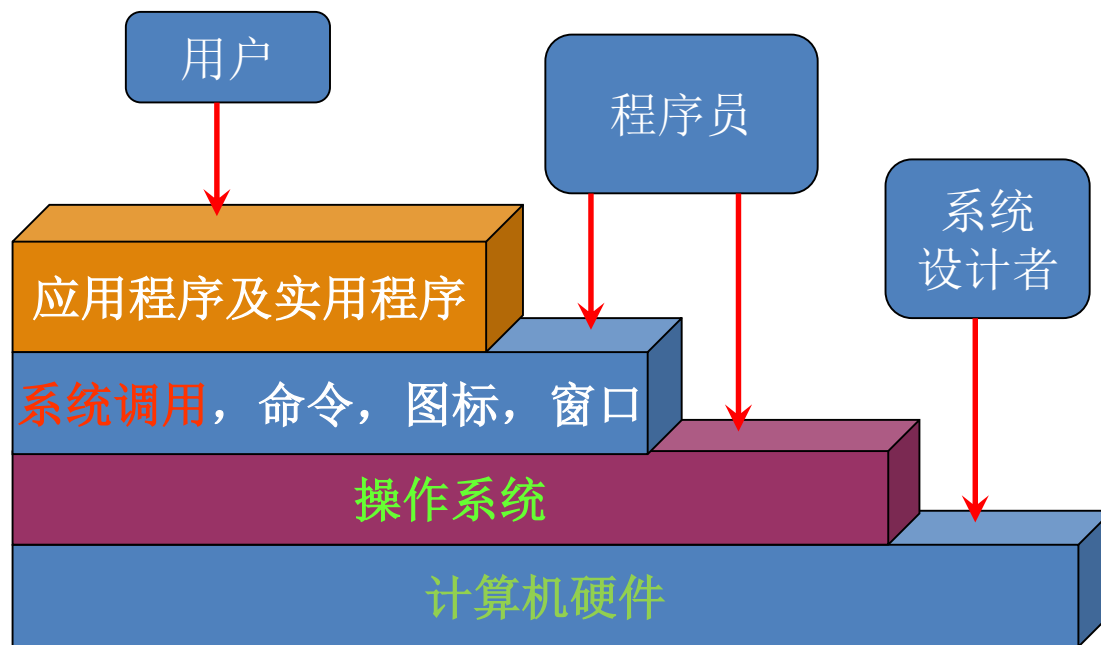 用户
程序员
系统
设计者
应用程序及实用程序
系统调用，命令，图标，窗口
操作系统
计算机硬件